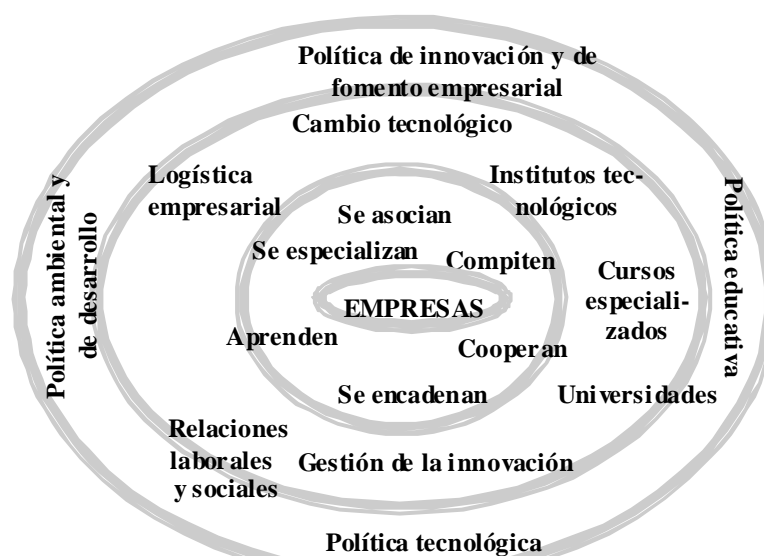 Política de innovación y de
fomento empresarial
Cambio tecnológico
Logística
empresarial
Institutos tec-
nológicos
Se asocian
Se especializan
Compiten
Política ambiental y
de desarrollo
Política educativa
Cursos
especiali-
zados
EMPRESAS
Aprenden
Cooperan
Se encadenan
Universidades
Relaciones
laborales
y sociales
Gestión de la innovación
Política tecnológica